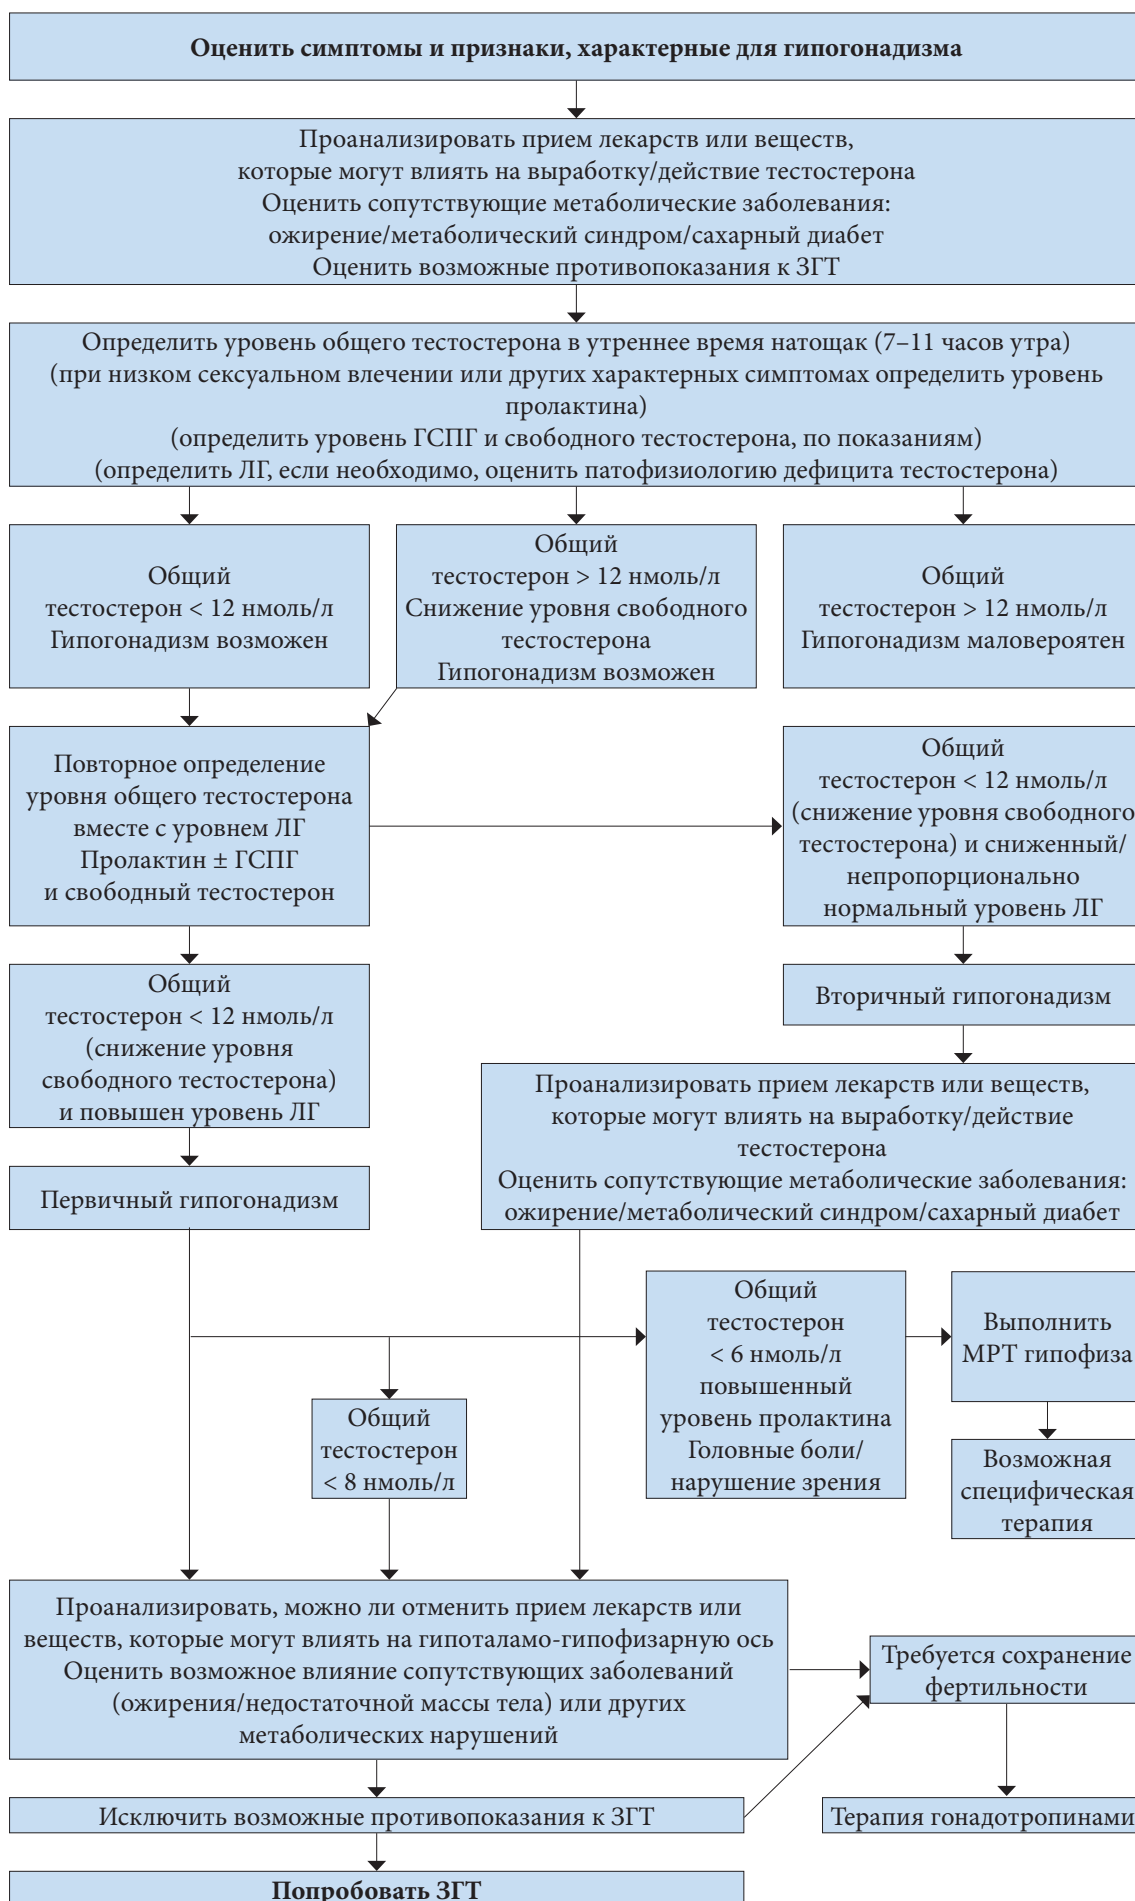 Оценить симптомы и признаки, характерные для гипогонадизма
Проанализировать прием лекарств или веществ,
которые могут влиять на выработку/действие тестостерона
Оценить сопутствующие метаболические заболевания:
ожирение/метаболический синдром/сахарный диабет
Оценить возможные противопоказания к ЗГТ
Определить уровень общего тестостерона в утреннее время натощак (7–11 часов утра)
(при низком сексуальном влечении или других характерных симптомах определить уровень
пролактина)
(определить уровень ГСПГ и свободного тестостерона, по показаниям)
(определить ЛГ, если необходимо, оценить патофизиологию дефицита тестостерона)
Общий
тестостерон < 12 нмоль/л
Гипогонадизм возможен
Общий
тестостерон > 12 нмоль/л
Снижение уровня свободного
тестостерона
Гипогонадизм возможен
Общий
тестостерон > 12 нмоль/л
Гипогонадизм маловероятен
Повторное определение
уровня общего тестостерона
вместе с уровнем ЛГ
Пролактин ± ГСПГ
и свободный тестостерон
Общий
тестостерон < 12 нмоль/л
(снижение уровня свободного
тестостерона) и сниженный/
непропорционально
нормальный уровень ЛГ
Общий
тестостерон < 12 нмоль/л
(снижение уровня
свободного тестостерона)
и повышен уровень ЛГ
Вторичный гипогонадизм
Проанализировать прием лекарств или веществ,
которые могут влиять на выработку/действие
тестостерона
Оценить сопутствующие метаболические заболевания:
ожирение/метаболический синдром/сахарный диабет
Первичный гипогонадизм
Общий
тестостерон
< 6 нмоль/л
повышенный
уровень пролактина
Головные боли/
нарушение зрения
Выполнить
МРТ гипофиза
Общий
тестостерон
< 8 нмоль/л
Возможная
специфическая
терапия
Проанализировать, можно ли отменить прием лекарств или
веществ, которые могут влиять на гипоталамо-гипофизарную ось
Оценить возможное влияние сопутствующих заболеваний
(ожирения/недостаточной массы тела) или других
метаболических нарушений
Требуется сохранение
фертильности
Исключить возможные противопоказания к ЗГТ
Терапия гонадотропинами
Попробовать ЗГТ